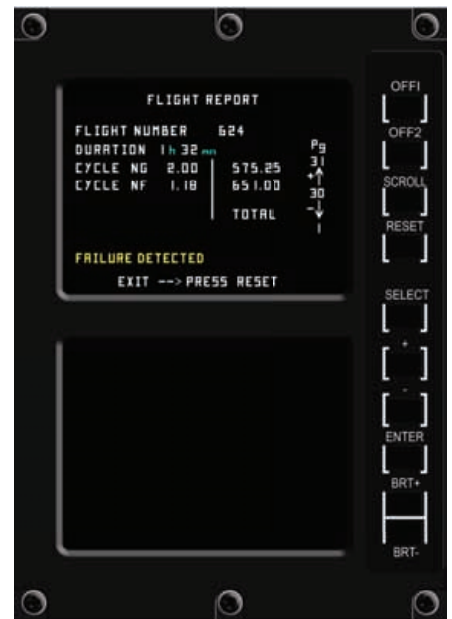 FLIGHT REPORT
FLIGHT NUMBER 624
DURATION 1 h 32 mn
CYCLE NG 2.00 575.25
CYCLE NF 1.18 651.00
TOTAL
Pg
31
+
30
-
1
FAILURE DETECTED
EXIT --> PRESS RESET
OFF1
OFF2
SCROLL
RESET
SELECT
+
-
ENTER
BRT+
BRT-